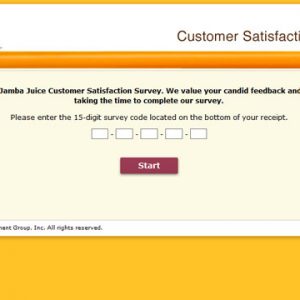 Customer Satisfacti
Jamba Juice Customer Satisfaction Survey. We value your candid feedback and
taking the time to complete our survey.
Please enter the 15-digit survey code located on the bottom of your receipt.
- - - -
Start
ment Group, Inc. All rights reserved.